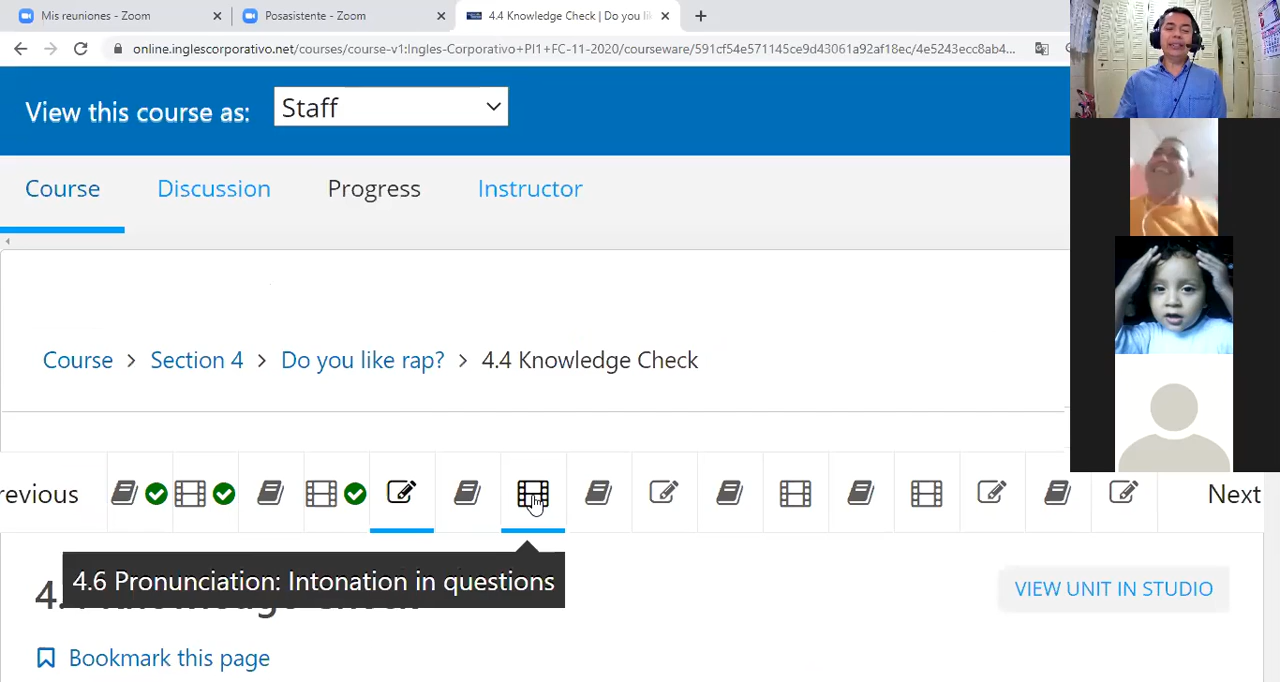 Mis reuniones - Zoom
Posasistente - Zoom
4.4 Knowledge Check | Do you li
online.inglescorporativo.net/courses/course-v1:Ingles-Corporativo+PI1+FC-11-2020/courseware/591cf54e571145ce9d43061a92af18ec/4e5243ecc8ab4...
View this course as: Staff
Course Discussion Progress Instructor
Course > Section 4 > Do you like rap? > 4.4 Knowledge Check
revious Next
4.6 Pronunciation: Intonation in questions
4.
VIEW UNIT IN STUDIO
Bookmark this page